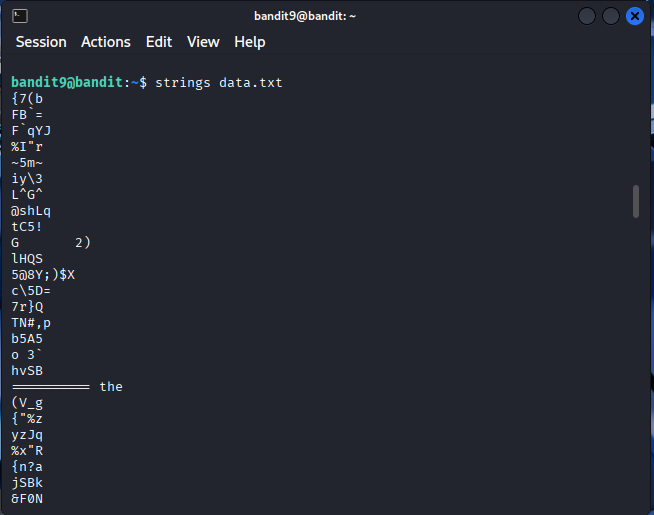 bandit9@bandit: ~
Session Actions Edit View Help
bandit9@bandit:~$ strings data.txt
{7(b
FB`=
F`qYJ
%I"r
~5m~
iy\3
L^G^
@shLq
tC5!
G       2)
lHQS
5@8Y;)$X
c\5D=
7r}Q
TN#,p
b5A5
o 3`
hvSB
========== the
(V_g
{"%z
yzJq
%x"R
{n?a
jSBk
&F0N